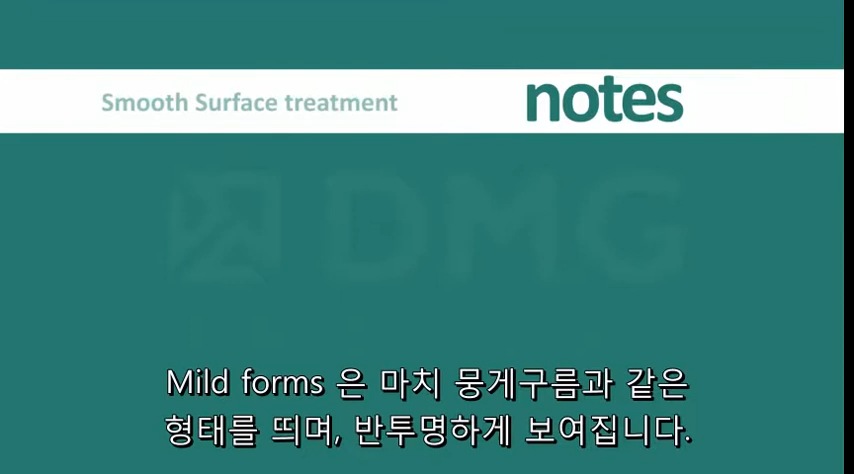 Smooth Surface treatment
notes
DMG
Mild forms 은 마치 뭉게구름과 같은
형태를 띄며, 반투명하게 보여집니다.